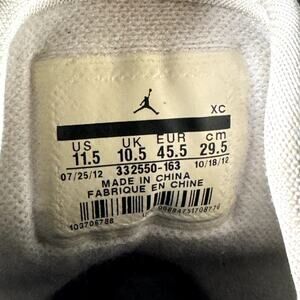 XC
US UK EUR cm
11.5 10.5 45.5 29.5
07/25/12 332550-163 10/18/12
MADE IN CHINA
FABRIQUE EN CHINE